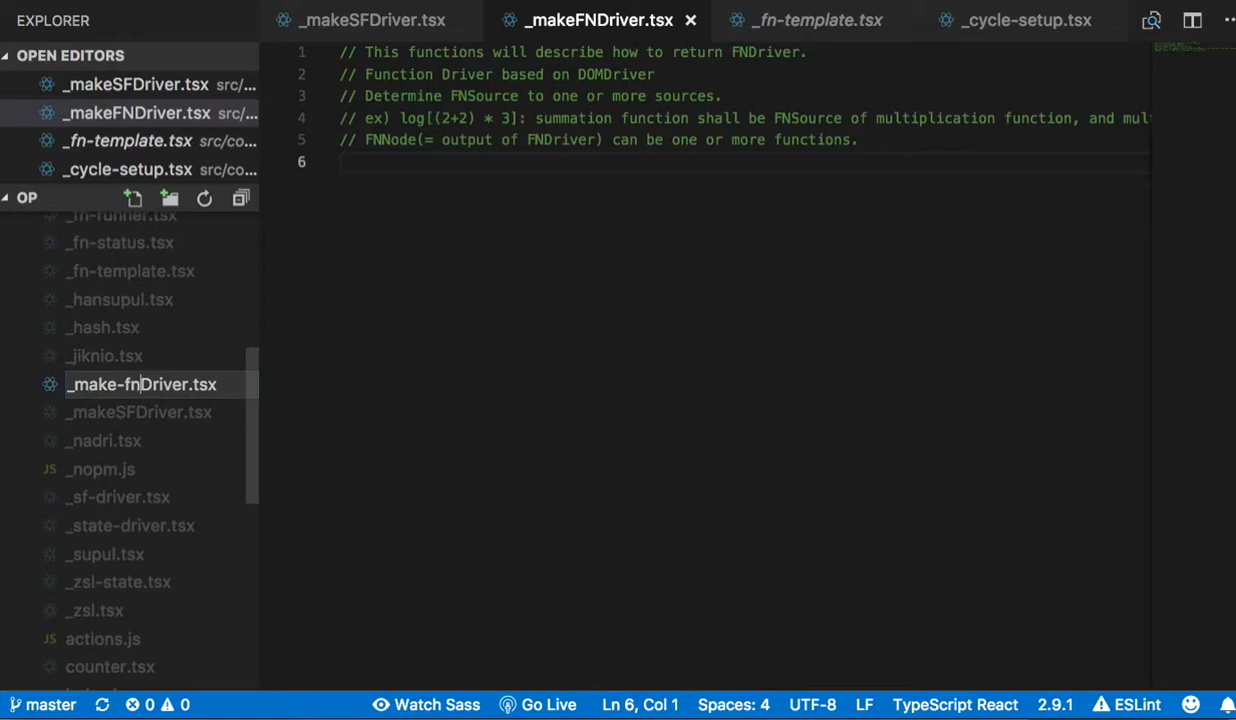 EXPLORER
OPEN EDITORS
_makeSFDriver.tsx src/...
_makeFNDriver.tsx src/...
_fn-template.tsx src/co...
_cycle-setup.tsx src/co...
OP
_fn-runner.tsx
_fn-status.tsx
_fn-template.tsx
_hansupul.tsx
_hash.tsx
_jiknio.tsx
_make-fnDriver.tsx
_makeSFDriver.tsx
_nadri.tsx
JS _nopm.js
_sf-driver.tsx
_state-driver.tsx
_supul.tsx
_zsl-state.tsx
_zsl.tsx
JS actions.js
counter.tsx
_makeSFDriver.tsx _makeFNDriver.tsx _fn-template.tsx _cycle-setup.tsx
1 // This functions will describe how to return FNDriver.
2 // Function Driver based on DOMDriver
3 // Determine FNSource to one or more sources.
4 // ex) log[(2+2) * 3]: summation function shall be FNSource of multiplication function, and mul
5 // FNNode(= output of FNDriver) can be one or more functions.
6
master 0 0 Watch Sass Go Live Ln 6, Col 1 Spaces: 4 UTF-8 LF TypeScript React 2.9.1 ESLint